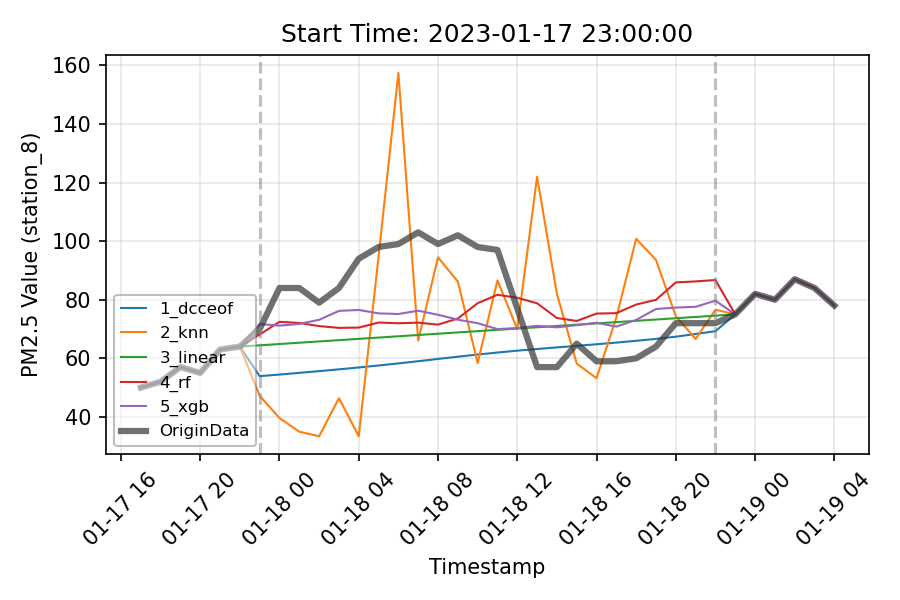 Start Time: 2023-01-17 23:00:00
PM2.5 Value (station_8)
160
140
120
100
80
60
40
1_dcceof
2_knn
3_linear
4_rf
5_xgb
OriginData
01-17 16
01-17 20
01-18 00
01-18 04
01-18 08
01-18 12
01-18 16
01-18 20
01-19 00
01-19 04
Timestamp